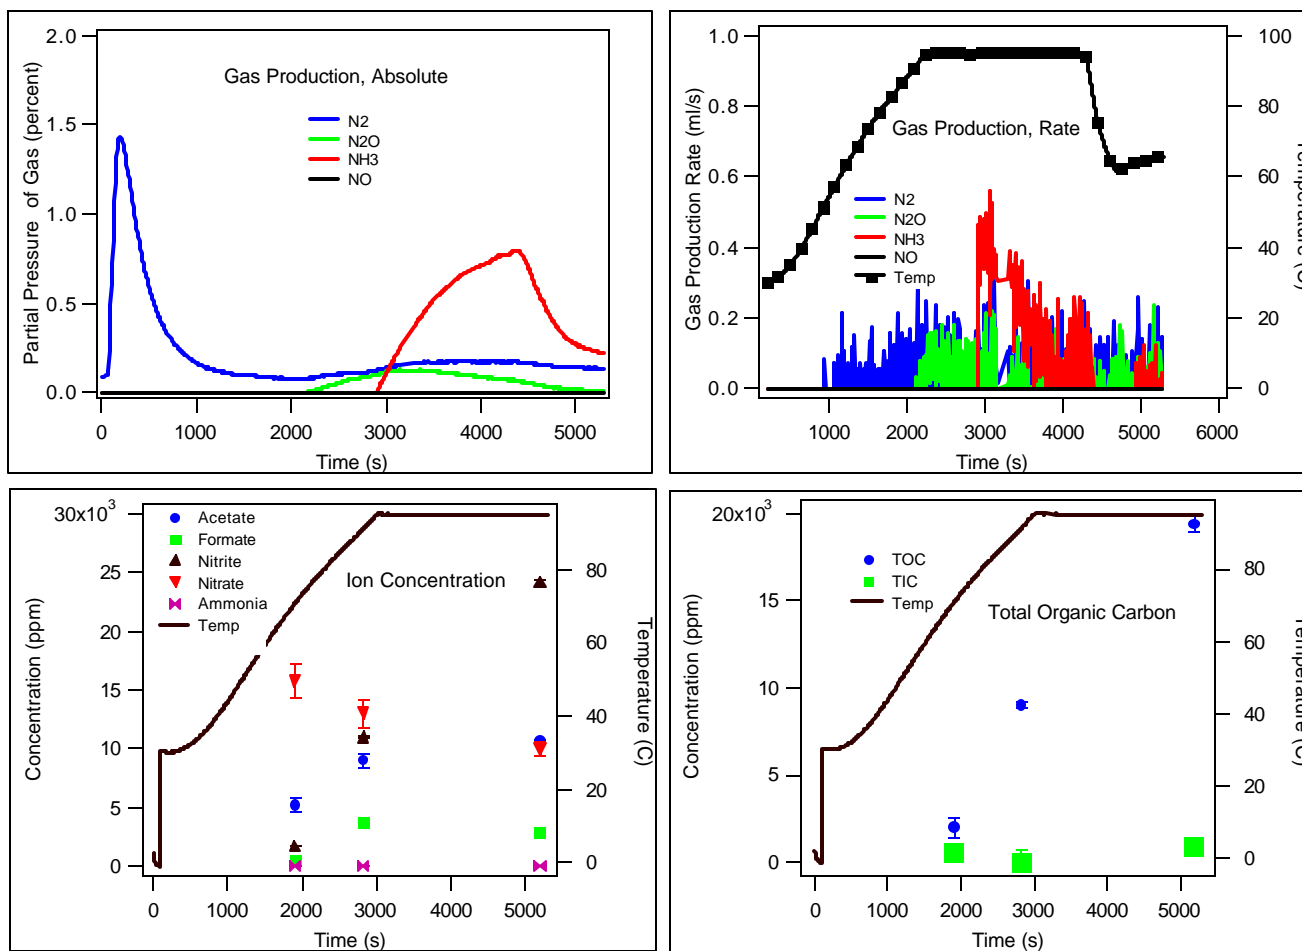 Gas Production, Absolute
Partial Pressure of Gas (percent)
2.0
1.5
1.0
0.5
0.0
N2
N2O
NH3
NO
0
1000
2000
3000
4000
5000
Time (s)
Gas Production, Rate
Gas Production Rate (ml/s)
1.0
0.8
0.6
0.4
0.2
0.0
N2
N2O
NH3
NO
Temp
100
80
60
40
20
0
Temperature (C)
1000
2000
3000
4000
5000
6000
Time (s)
Ion Concentration
Concentration (ppm)
30x10³
25
20
15
10
5
0
Acetate
Formate
Nitrite
Nitrate
Ammonia
Temp
80
60
40
20
0
Temperature (C)
0
1000
2000
3000
4000
5000
Time (s)
Total Organic Carbon
Concentration (ppm)
20x10³
15
10
5
0
TOC
TIC
Temp
80
60
40
20
0
Temperature (C)
0
1000
2000
3000
4000
5000
Time (s)